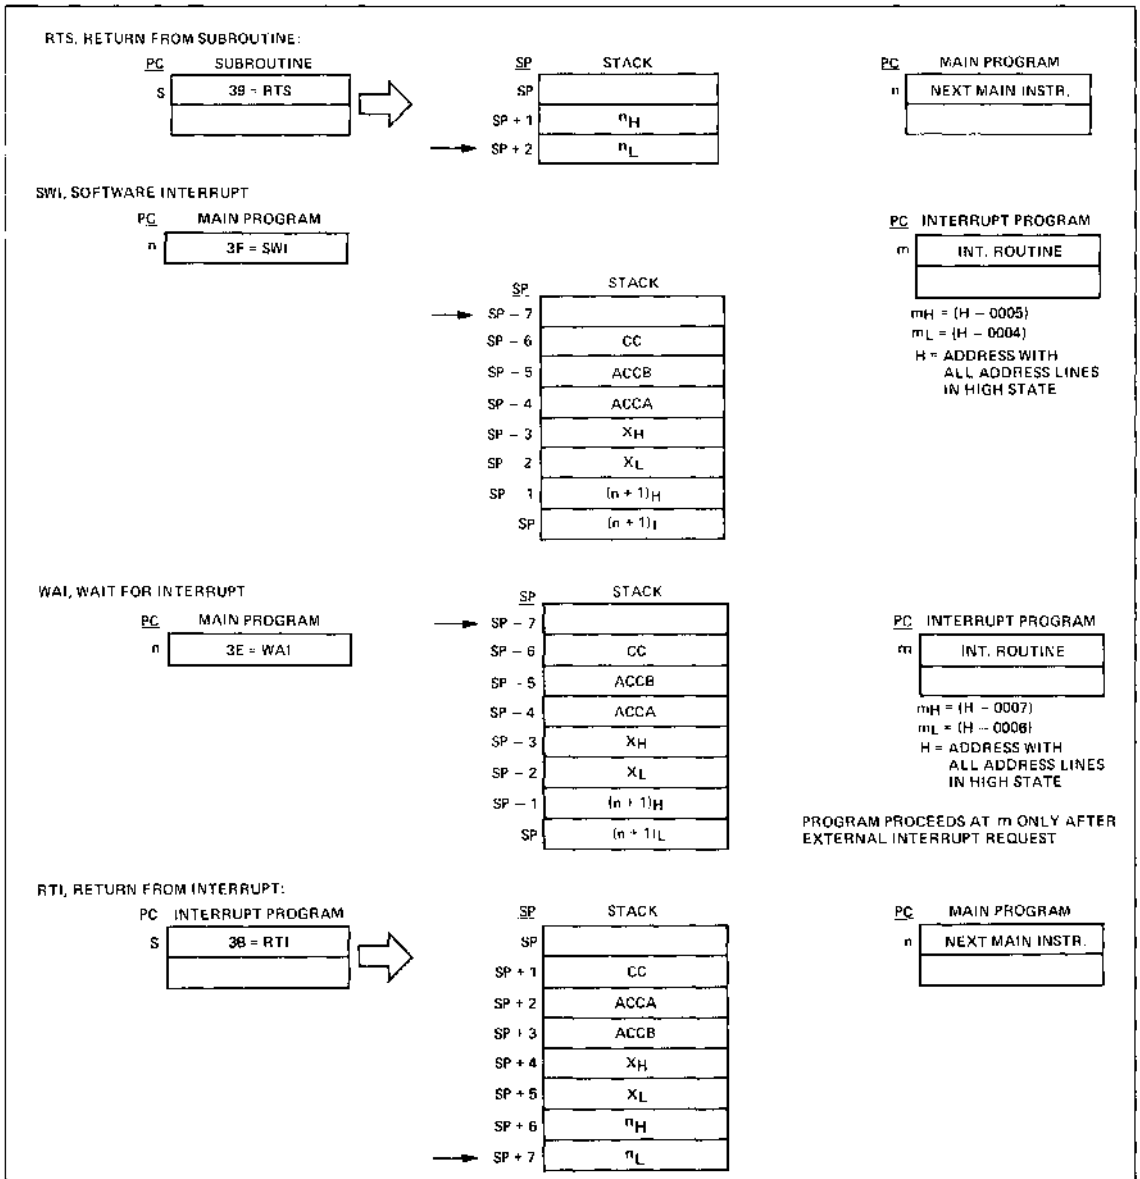 RTS, RETURN FROM SUBROUTINE:
PC SUBROUTINE
S 39 = RTS
SP STACK
SP
SP + 1 nH
SP + 2 nL
PC MAIN PROGRAM
n NEXT MAIN INSTR.
SWI, SOFTWARE INTERRUPT
PC MAIN PROGRAM
n 3F = SWI
SP STACK
SP – 7
SP – 6 CC
SP – 5 ACCB
SP – 4 ACCA
SP – 3 XH
SP 2 XL
SP 1 (n + 1)H
SP (n + 1)L
PC INTERRUPT PROGRAM
m INT. ROUTINE
mH = (H – 0005)
mL = (H – 0004)
H = ADDRESS WITH
ALL ADDRESS LINES
IN HIGH STATE
WAI, WAIT FOR INTERRUPT
PC MAIN PROGRAM
n 3E = WAI
SP STACK
SP – 7
SP – 6 CC
SP – 5 ACCB
SP – 4 ACCA
SP – 3 XH
SP – 2 XL
SP – 1 (n + 1)H
SP (n + 1)L
PC INTERRUPT PROGRAM
m INT. ROUTINE
mH = (H – 0007)
mL = (H – 0006)
H = ADDRESS WITH
ALL ADDRESS LINES
IN HIGH STATE
PROGRAM PROCEEDS AT m ONLY AFTER
EXTERNAL INTERRUPT REQUEST
RTI, RETURN FROM INTERRUPT:
PC INTERRUPT PROGRAM
S 3B = RTI
SP STACK
SP
SP + 1 CC
SP + 2 ACCA
SP + 3 ACCB
SP + 4 XH
SP + 5 XL
SP + 6 nH
SP + 7 nL
PC MAIN PROGRAM
n NEXT MAIN INSTR.